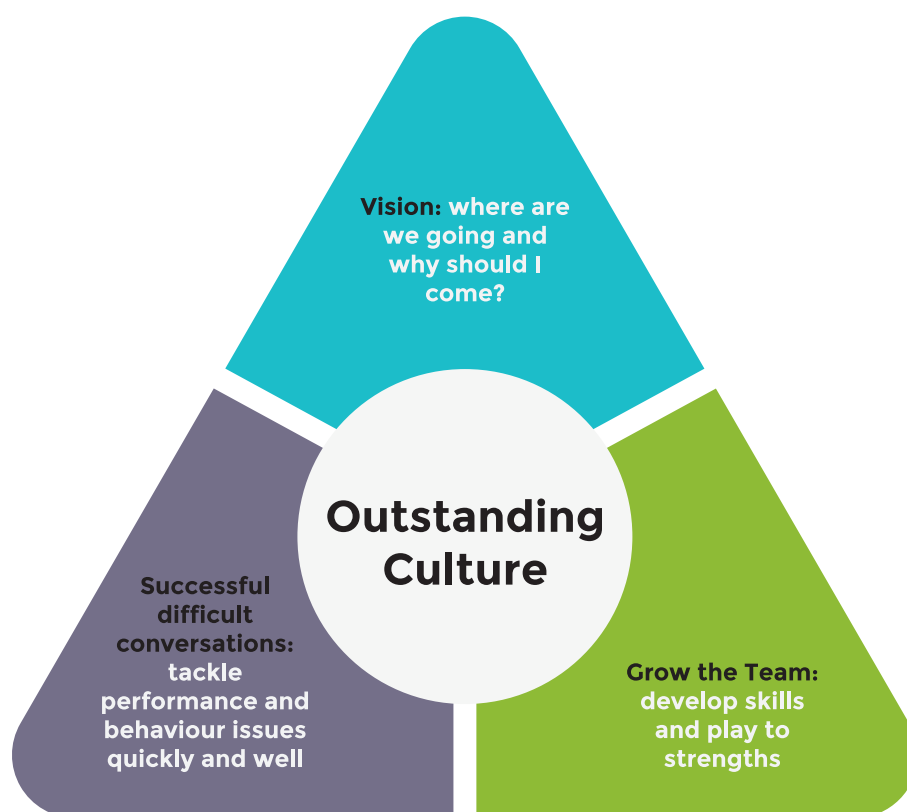 Vision: where are
we going and
why should I
come?
Outstanding
Culture
Successful
difficult
conversations:
tackle
performance and
behaviour issues
quickly and well
Grow the Team:
develop skills
and play to
strengths